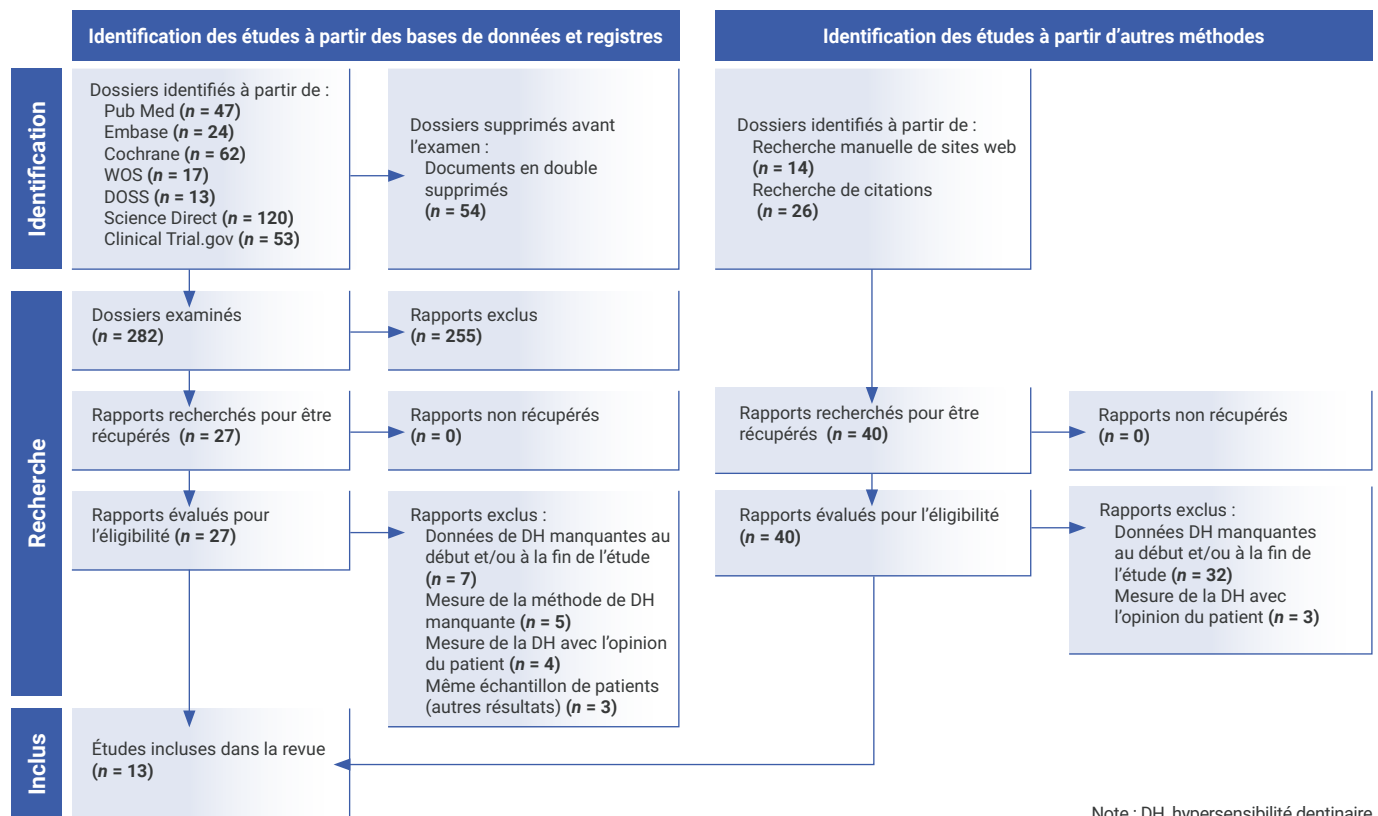 Identification des études à partir des bases de données et registres
Identification des études à partir d’autres méthodes
Identification
Dossiers identifiés à partir de :
Pub Med (n = 47)
Embase (n = 24)
Cochrane (n = 62)
WOS (n = 17)
DOSS (n = 13)
Science Direct (n = 120)
Clinical Trial.gov (n = 53)
Dossiers supprimés avant
l’examen :
Documents en double
supprimés
(n = 54)
Dossiers identifiés à partir de :
Recherche manuelle de sites web
(n = 14)
Recherche de citations
(n = 26)
Recherche
Dossiers examinés
(n = 282)
Rapports exclus
(n = 255)
Rapports recherchés pour être
récupérés (n = 27)
Rapports non récupérés
(n = 0)
Rapports recherchés pour être
récupérés (n = 40)
Rapports non récupérés
(n = 0)
Rapports évalués pour
l’éligibilité (n = 27)
Rapports exclus :
Données de DH manquantes au
début et/ou à la fin de l’étude
(n = 7)
Mesure de la méthode de DH
manquante (n = 5)
Mesure de la DH avec l’opinion
du patient (n = 4)
Même échantillon de patients
(autres résultats) (n = 3)
Rapports évalués pour l’éligibilité
(n = 40)
Rapports exclus :
Données DH manquantes
au début et/ou à la fin de
l’étude (n = 32)
Mesure de la DH avec
l’opinion du patient (n = 3)
Inclus
Études incluses dans la revue
(n = 13)
Note : DH, hypersensibilité dentinaire